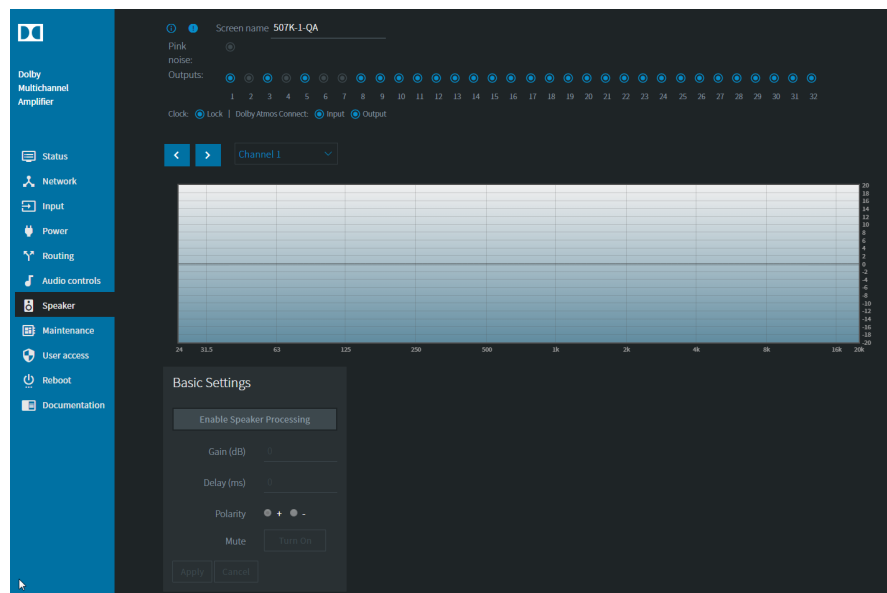 Dolby
Multichannel
Amplifier
Status
Network
Input
Power
Routing
Audio controls
Speaker
Maintenance
User access
Reboot
Documentation
Screen name 507K-1-QA
Pink
noise:
Outputs:
1 2 3 4 5 6 7 8 9 10 11 12 13 14 15 16 17 18 19 20 21 22 23 24 25 26 27 28 29 30 31 32
Clock: Lock | Dolby Atmos Connect: Input Output
< > Channel 1
20
18
16
14
12
10
8
6
4
2
0
-2
-4
-6
-8
-10
-12
-14
-16
-18
-20
24 31.5 63 125 250 500 1k 2k 4k 8k 16k 20k
Basic Settings
Enable Speaker Processing
Gain (dB) 0
Delay (ms) 0
Polarity + -
Mute Turn On
Apply Cancel